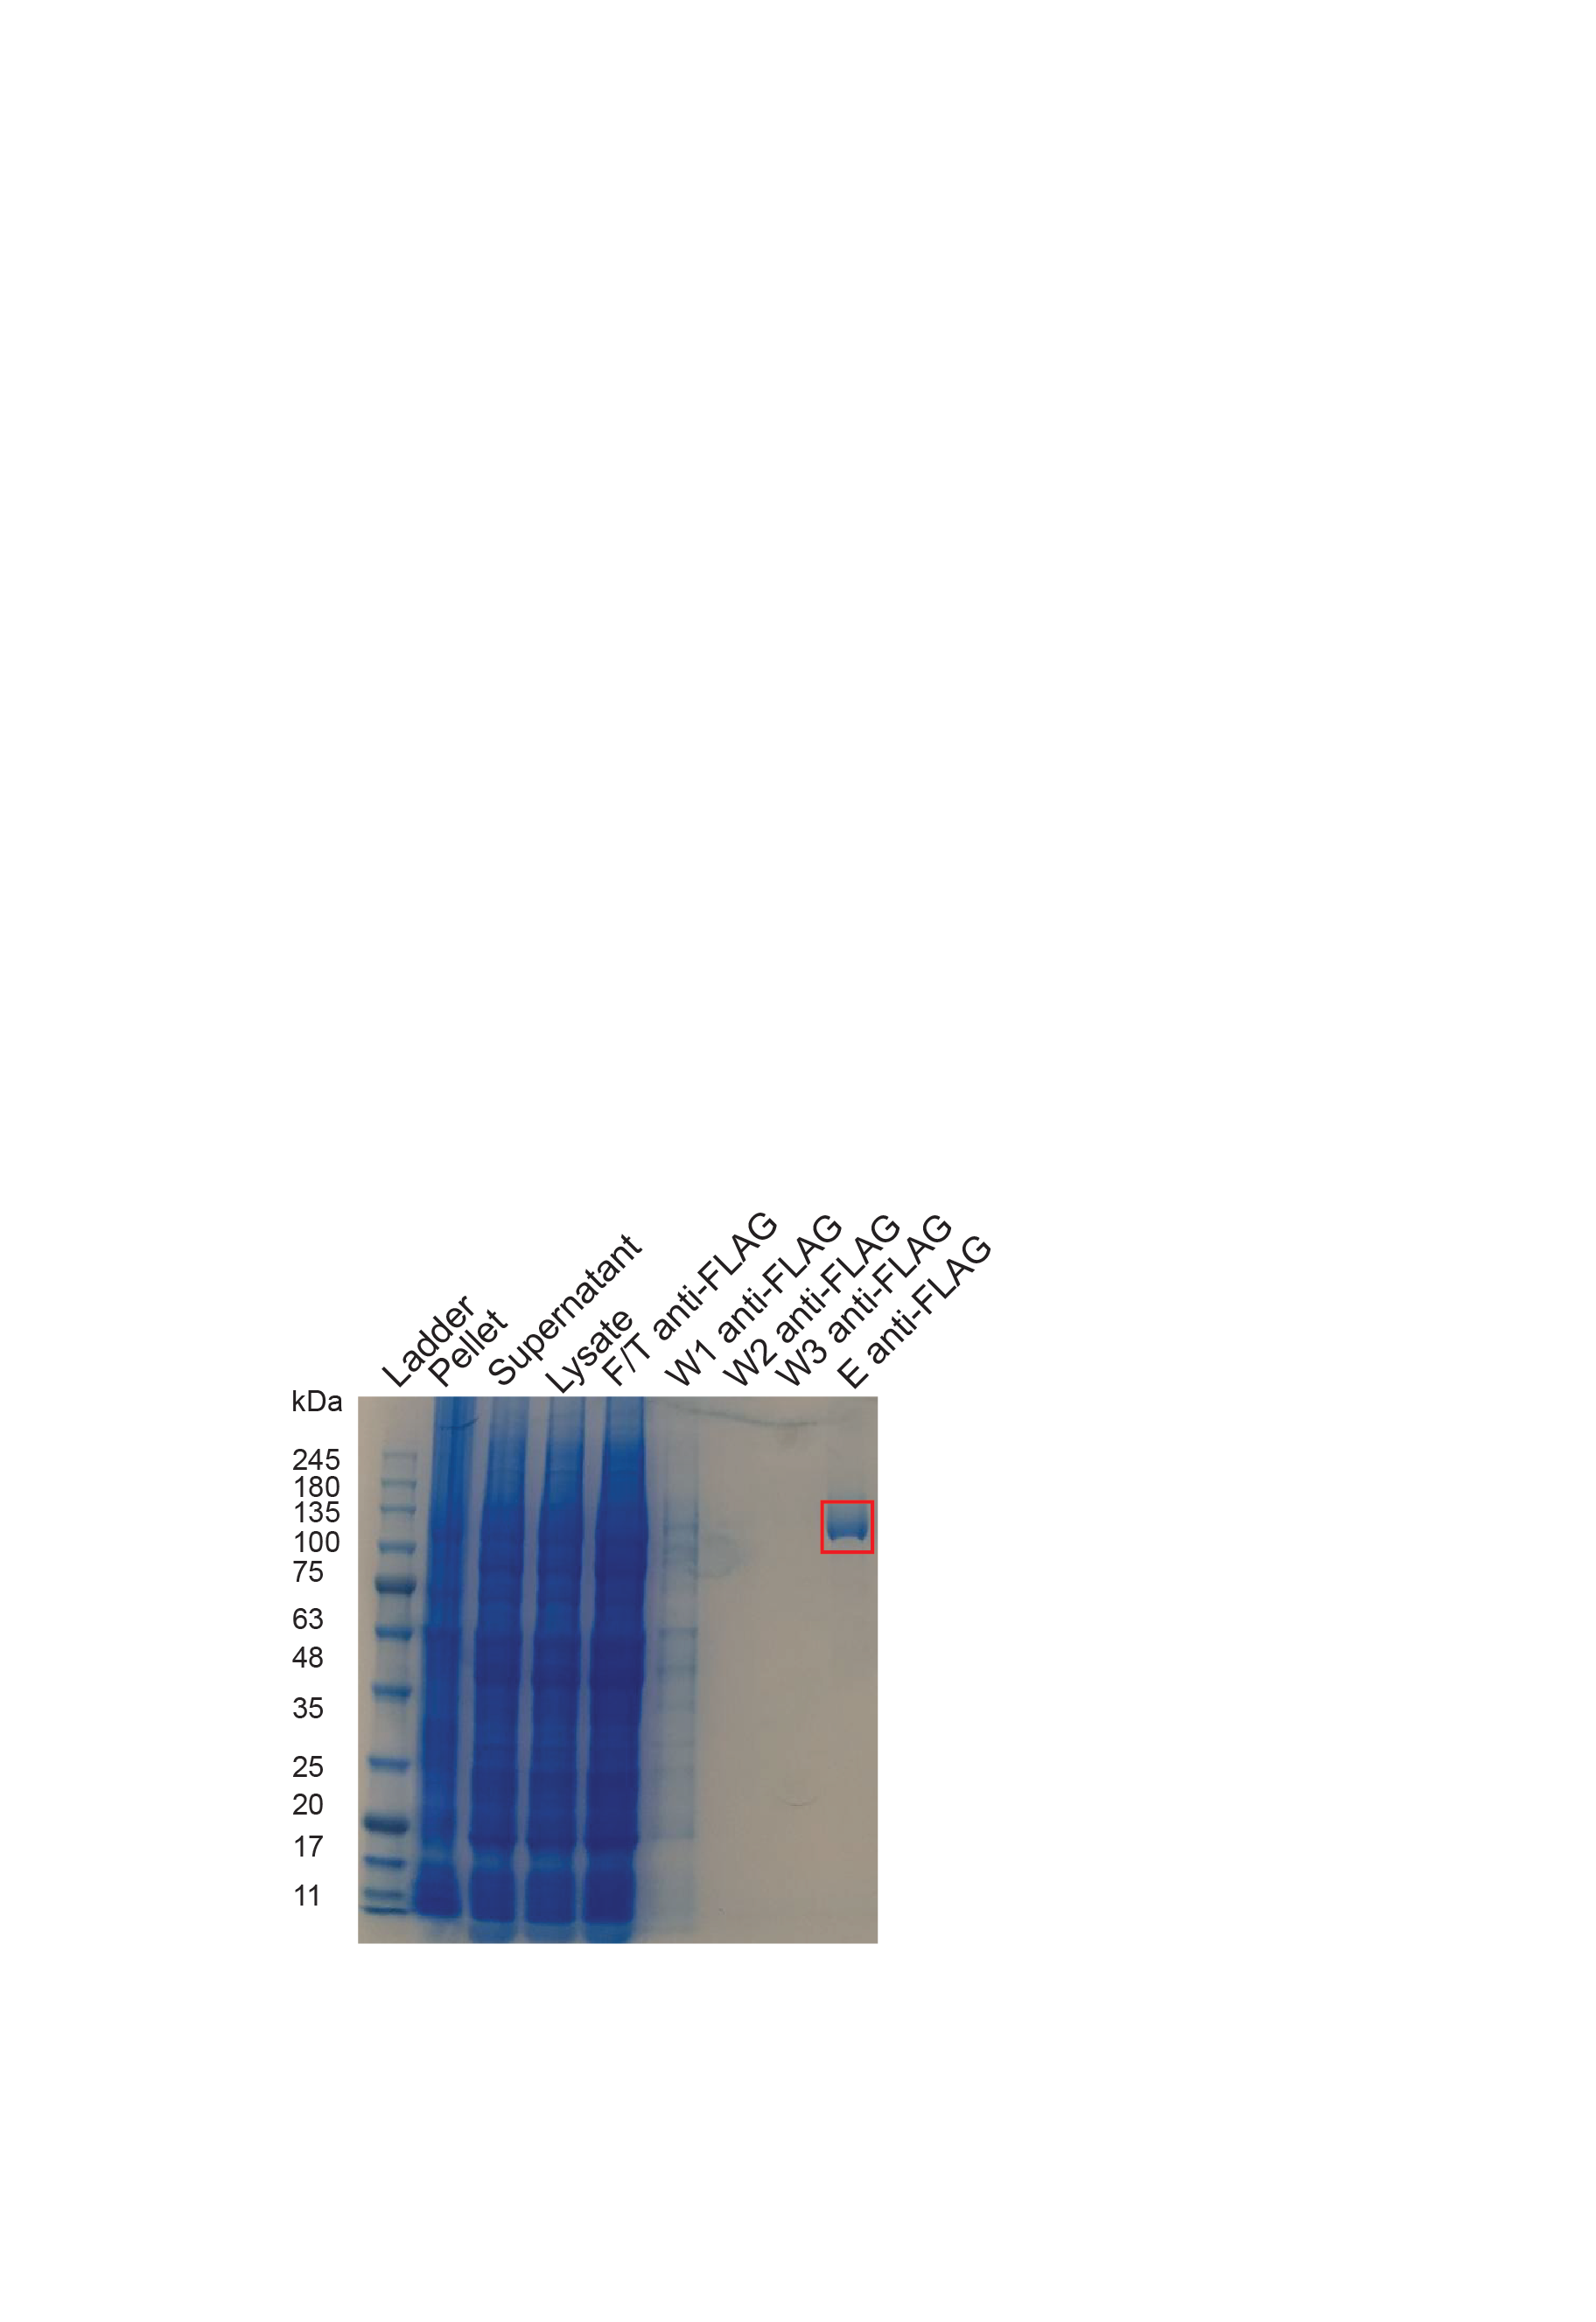 Ladder
Pellet
Supernatant
Lysate
F/T anti-FLAG
W1 anti-FLAG
W2 anti-FLAG
W3 anti-FLAG
E anti-FLAG
kDa
245
180
135
100
75
63
48
35
25
20
17
11